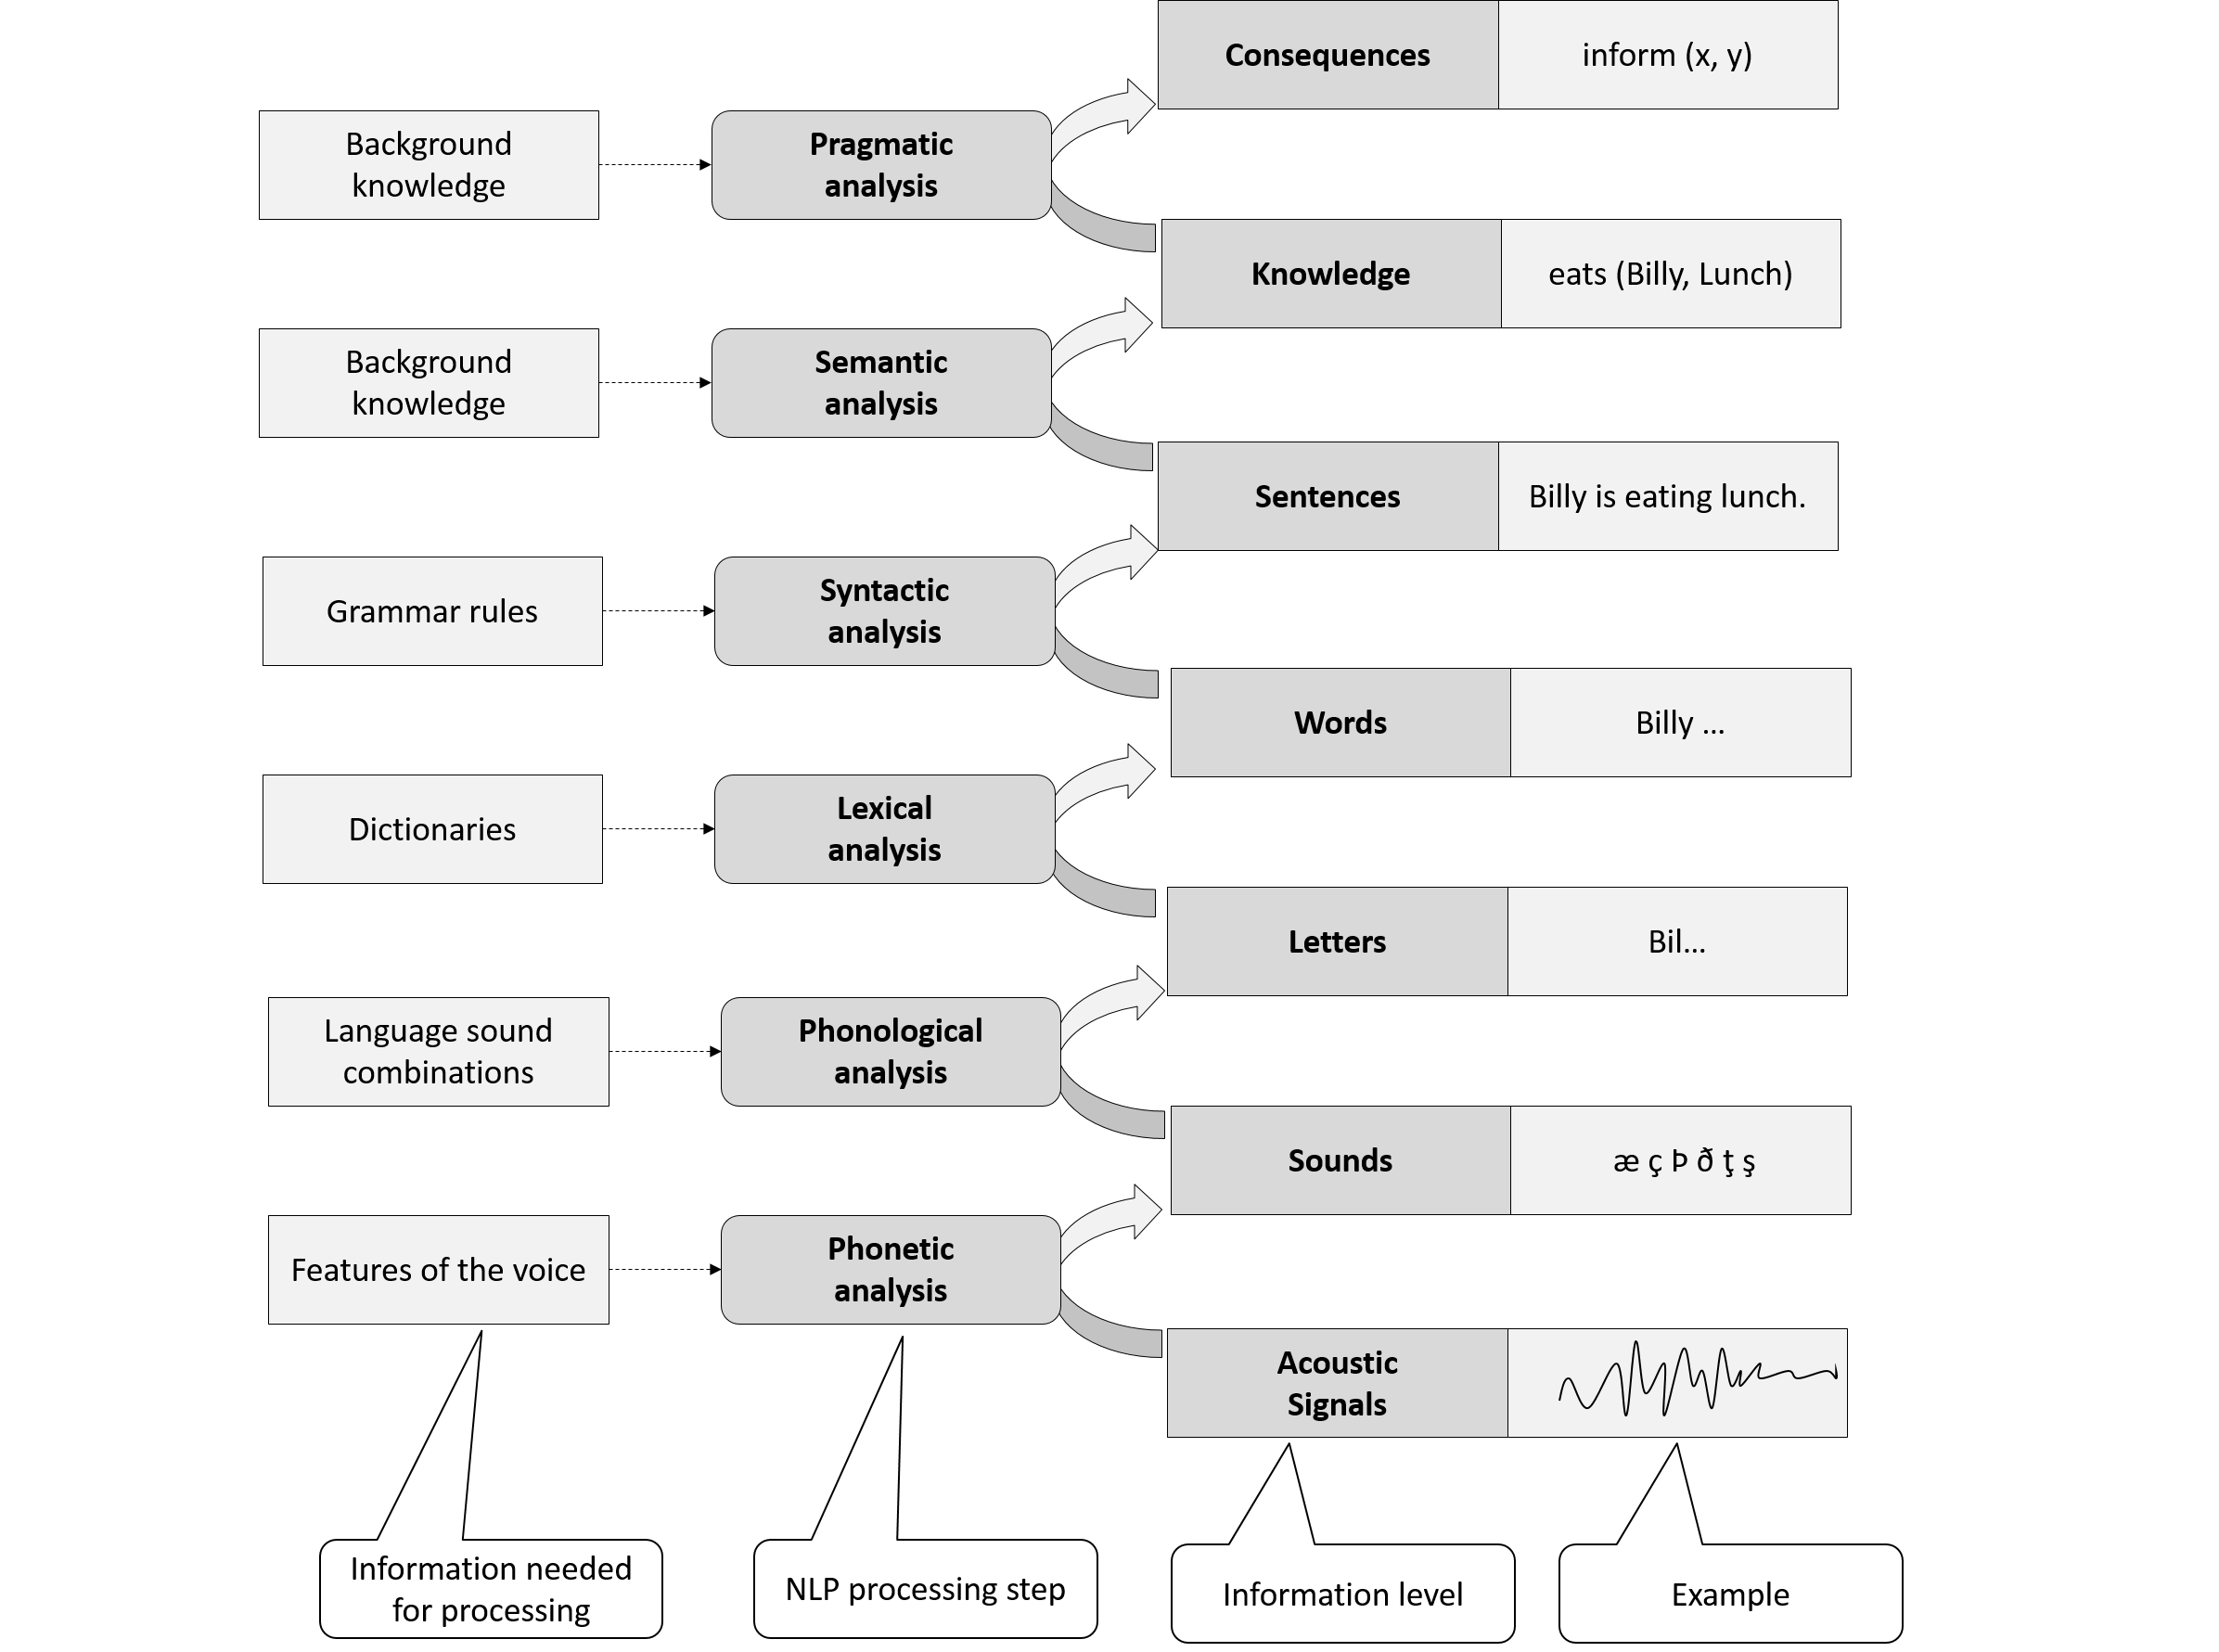 Consequences
inform (x, y)
Background
knowledge
Pragmatic
analysis
Knowledge
eats (Billy, Lunch)
Background
knowledge
Semantic
analysis
Sentences
Billy is eating lunch.
Grammar rules
Syntactic
analysis
Words
Billy ...
Dictionaries
Lexical
analysis
Letters
Bil...
Language sound
combinations
Phonological
analysis
Sounds
æ ç Þ ð ţ ş
Features of the voice
Phonetic
analysis
Acoustic
Signals
Information needed
for processing
NLP processing step
Information level
Example